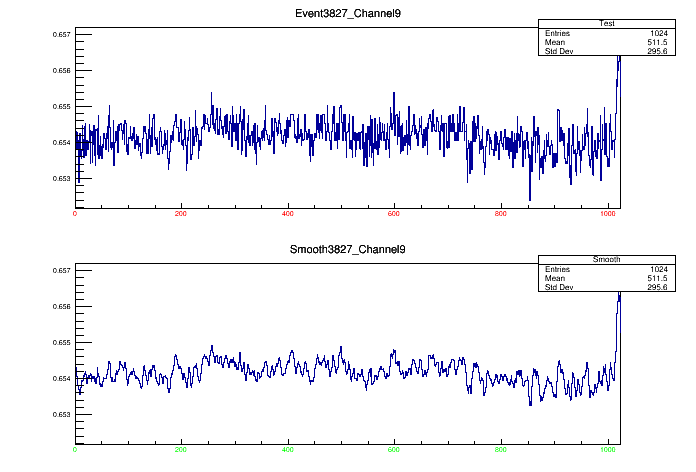 Event3827_Channel9
Test
Entries 1024
Mean 511.5
Std Dev 295.6
0.657
0.656
0.655
0.654
0.653
0 200 400 600 800 1000
Smooth3827_Channel9
Smooth
Entries 1024
Mean 511.5
Std Dev 295.6
0.657
0.656
0.655
0.654
0.653
0 200 400 600 800 1000